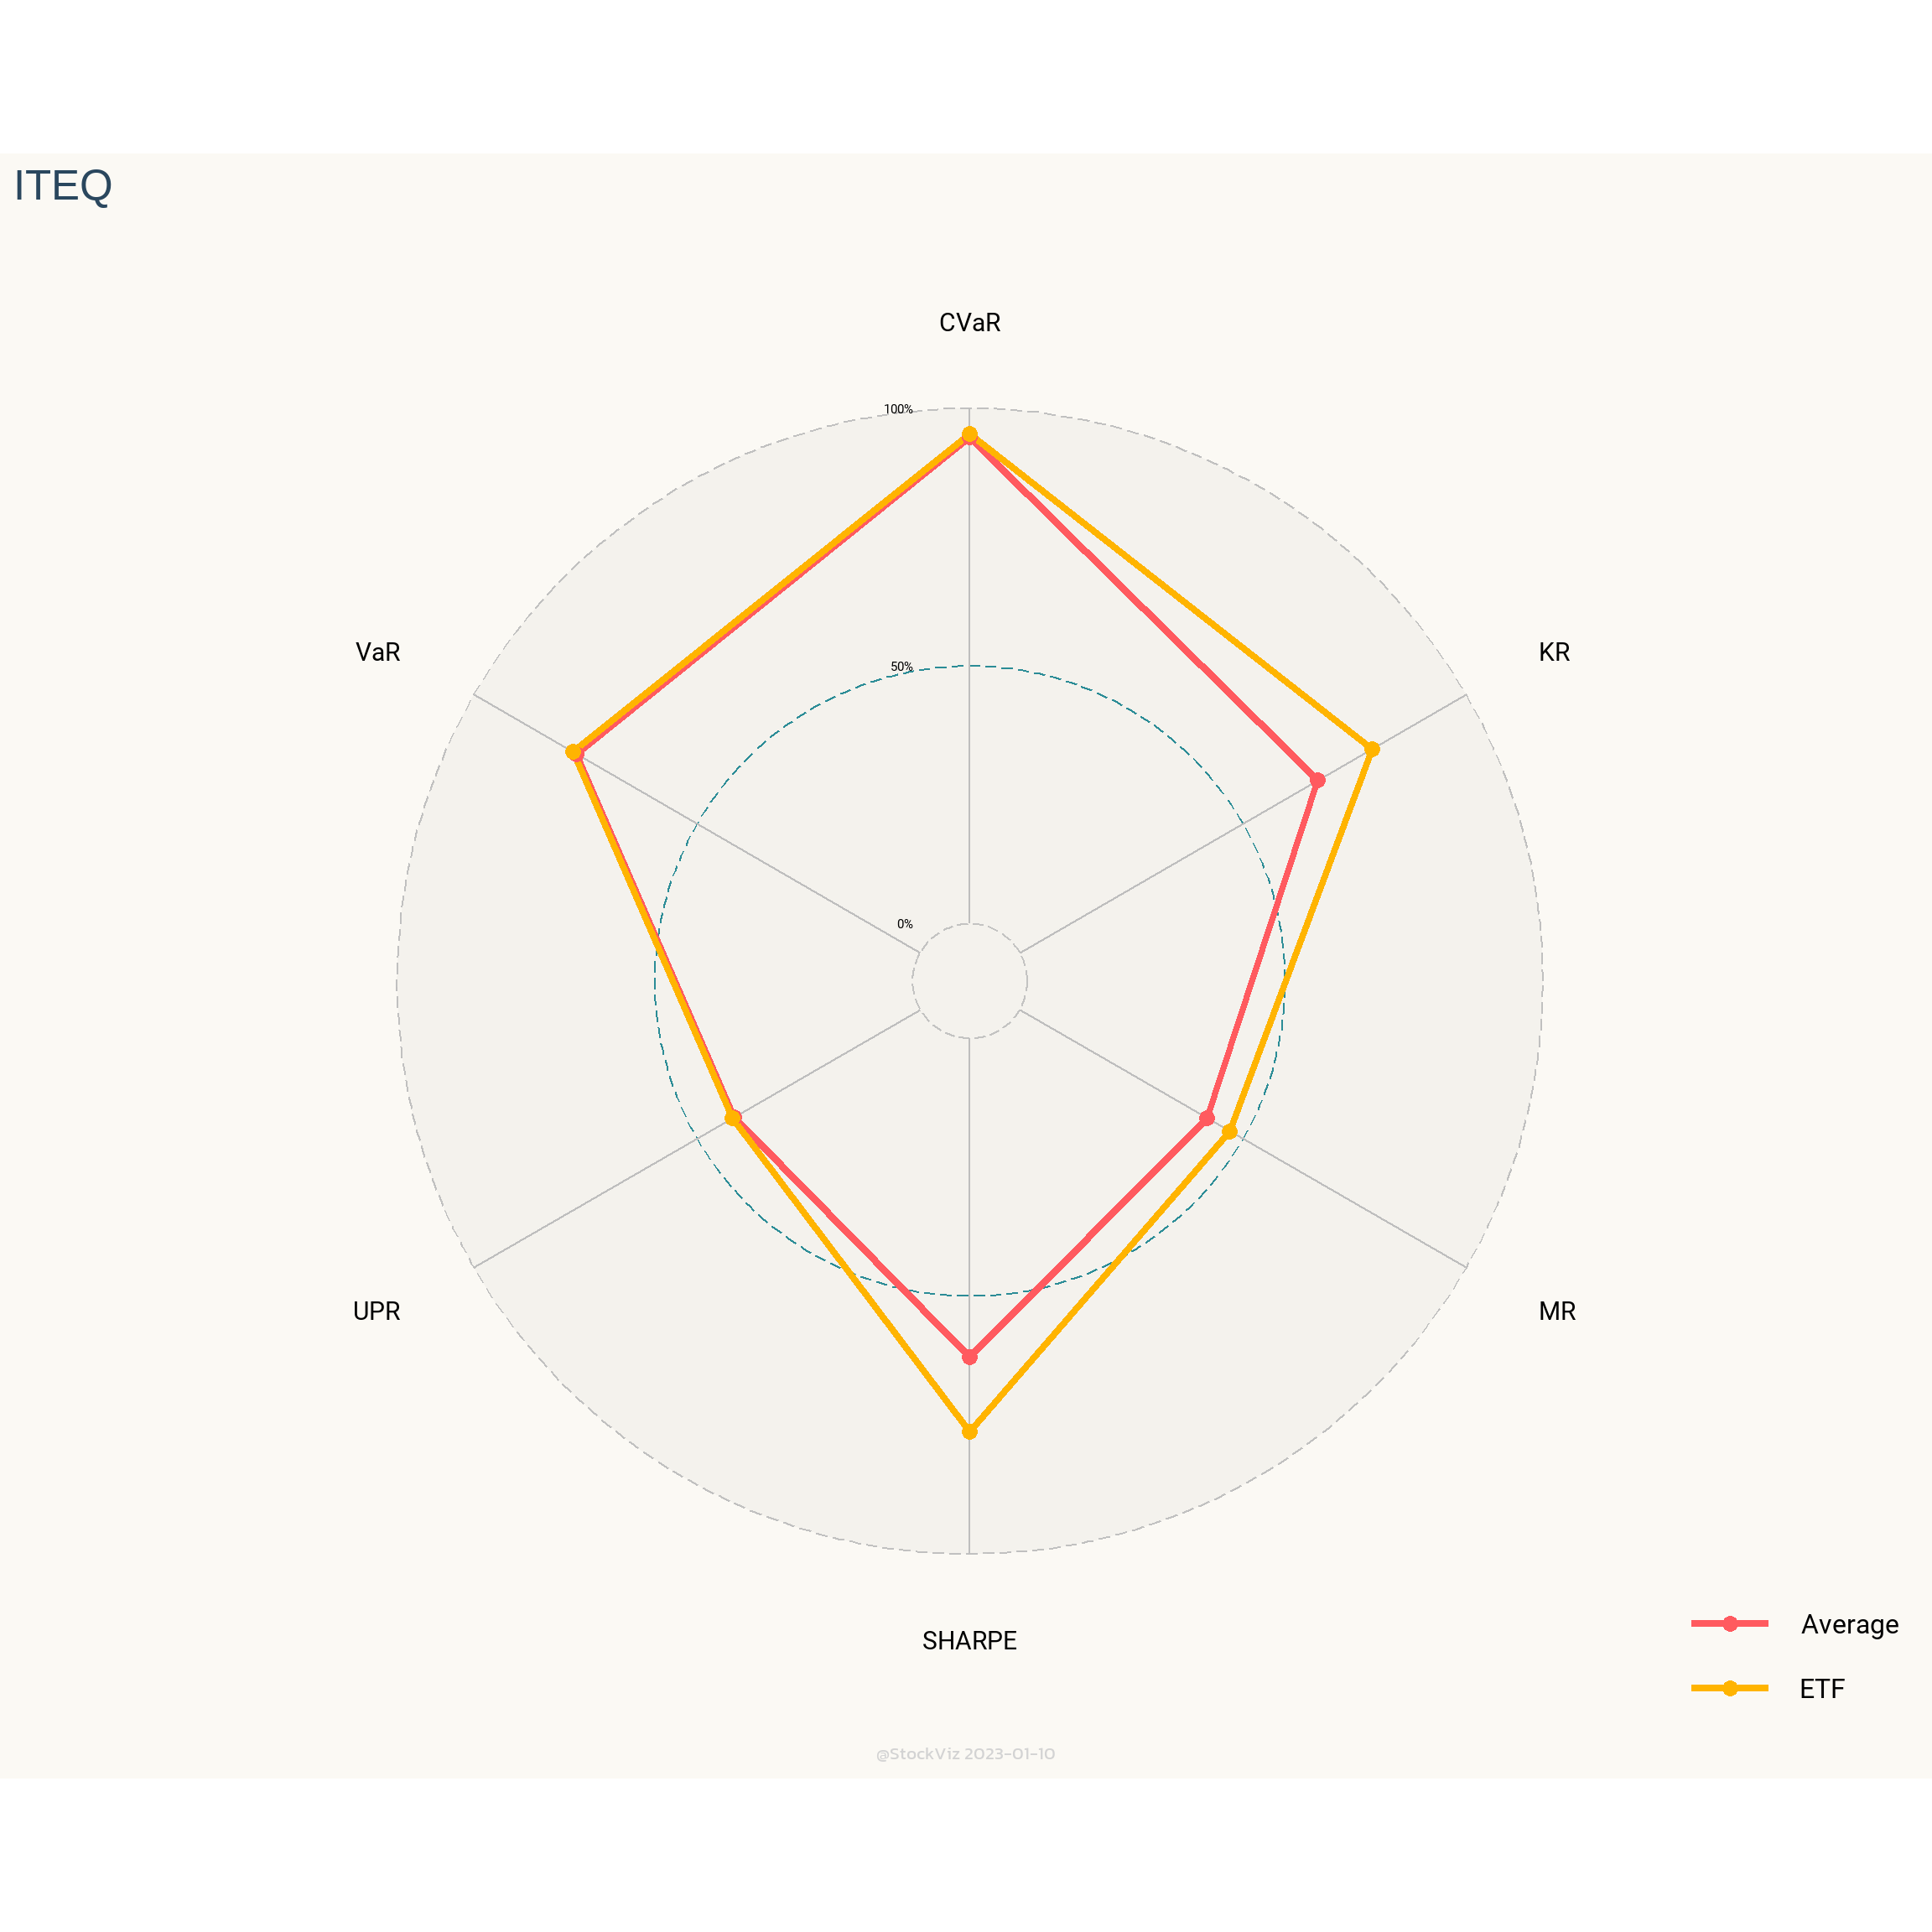 ITEQ
CVaR
100%
VaR
KR
50%
0%
UPR
MR
SHARPE
Average
ETF
@StockViz 2023-01-10